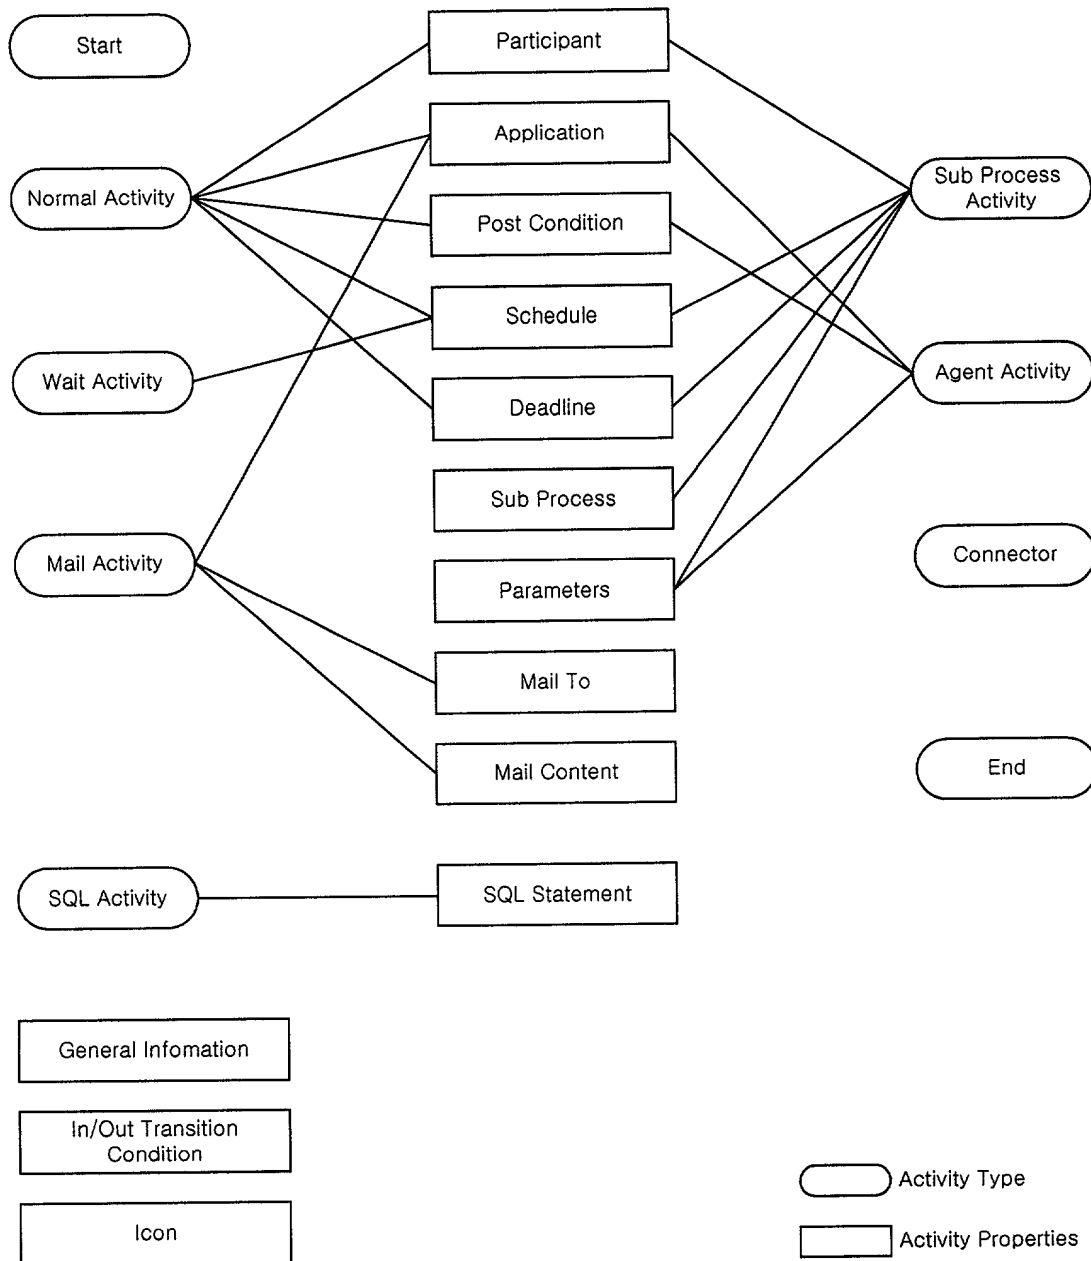 Start
Participant
Application
Normal Activity
Post Condition
Sub Process
Activity
Schedule
Wait Activity
Deadline
Agent Activity
Sub Process
Mail Activity
Parameters
Connector
Mail To
Mail Content
End
SQL Activity
SQL Statement
General Infomation
In/Out Transition
Condition
Icon
Activity Type
Activity Properties